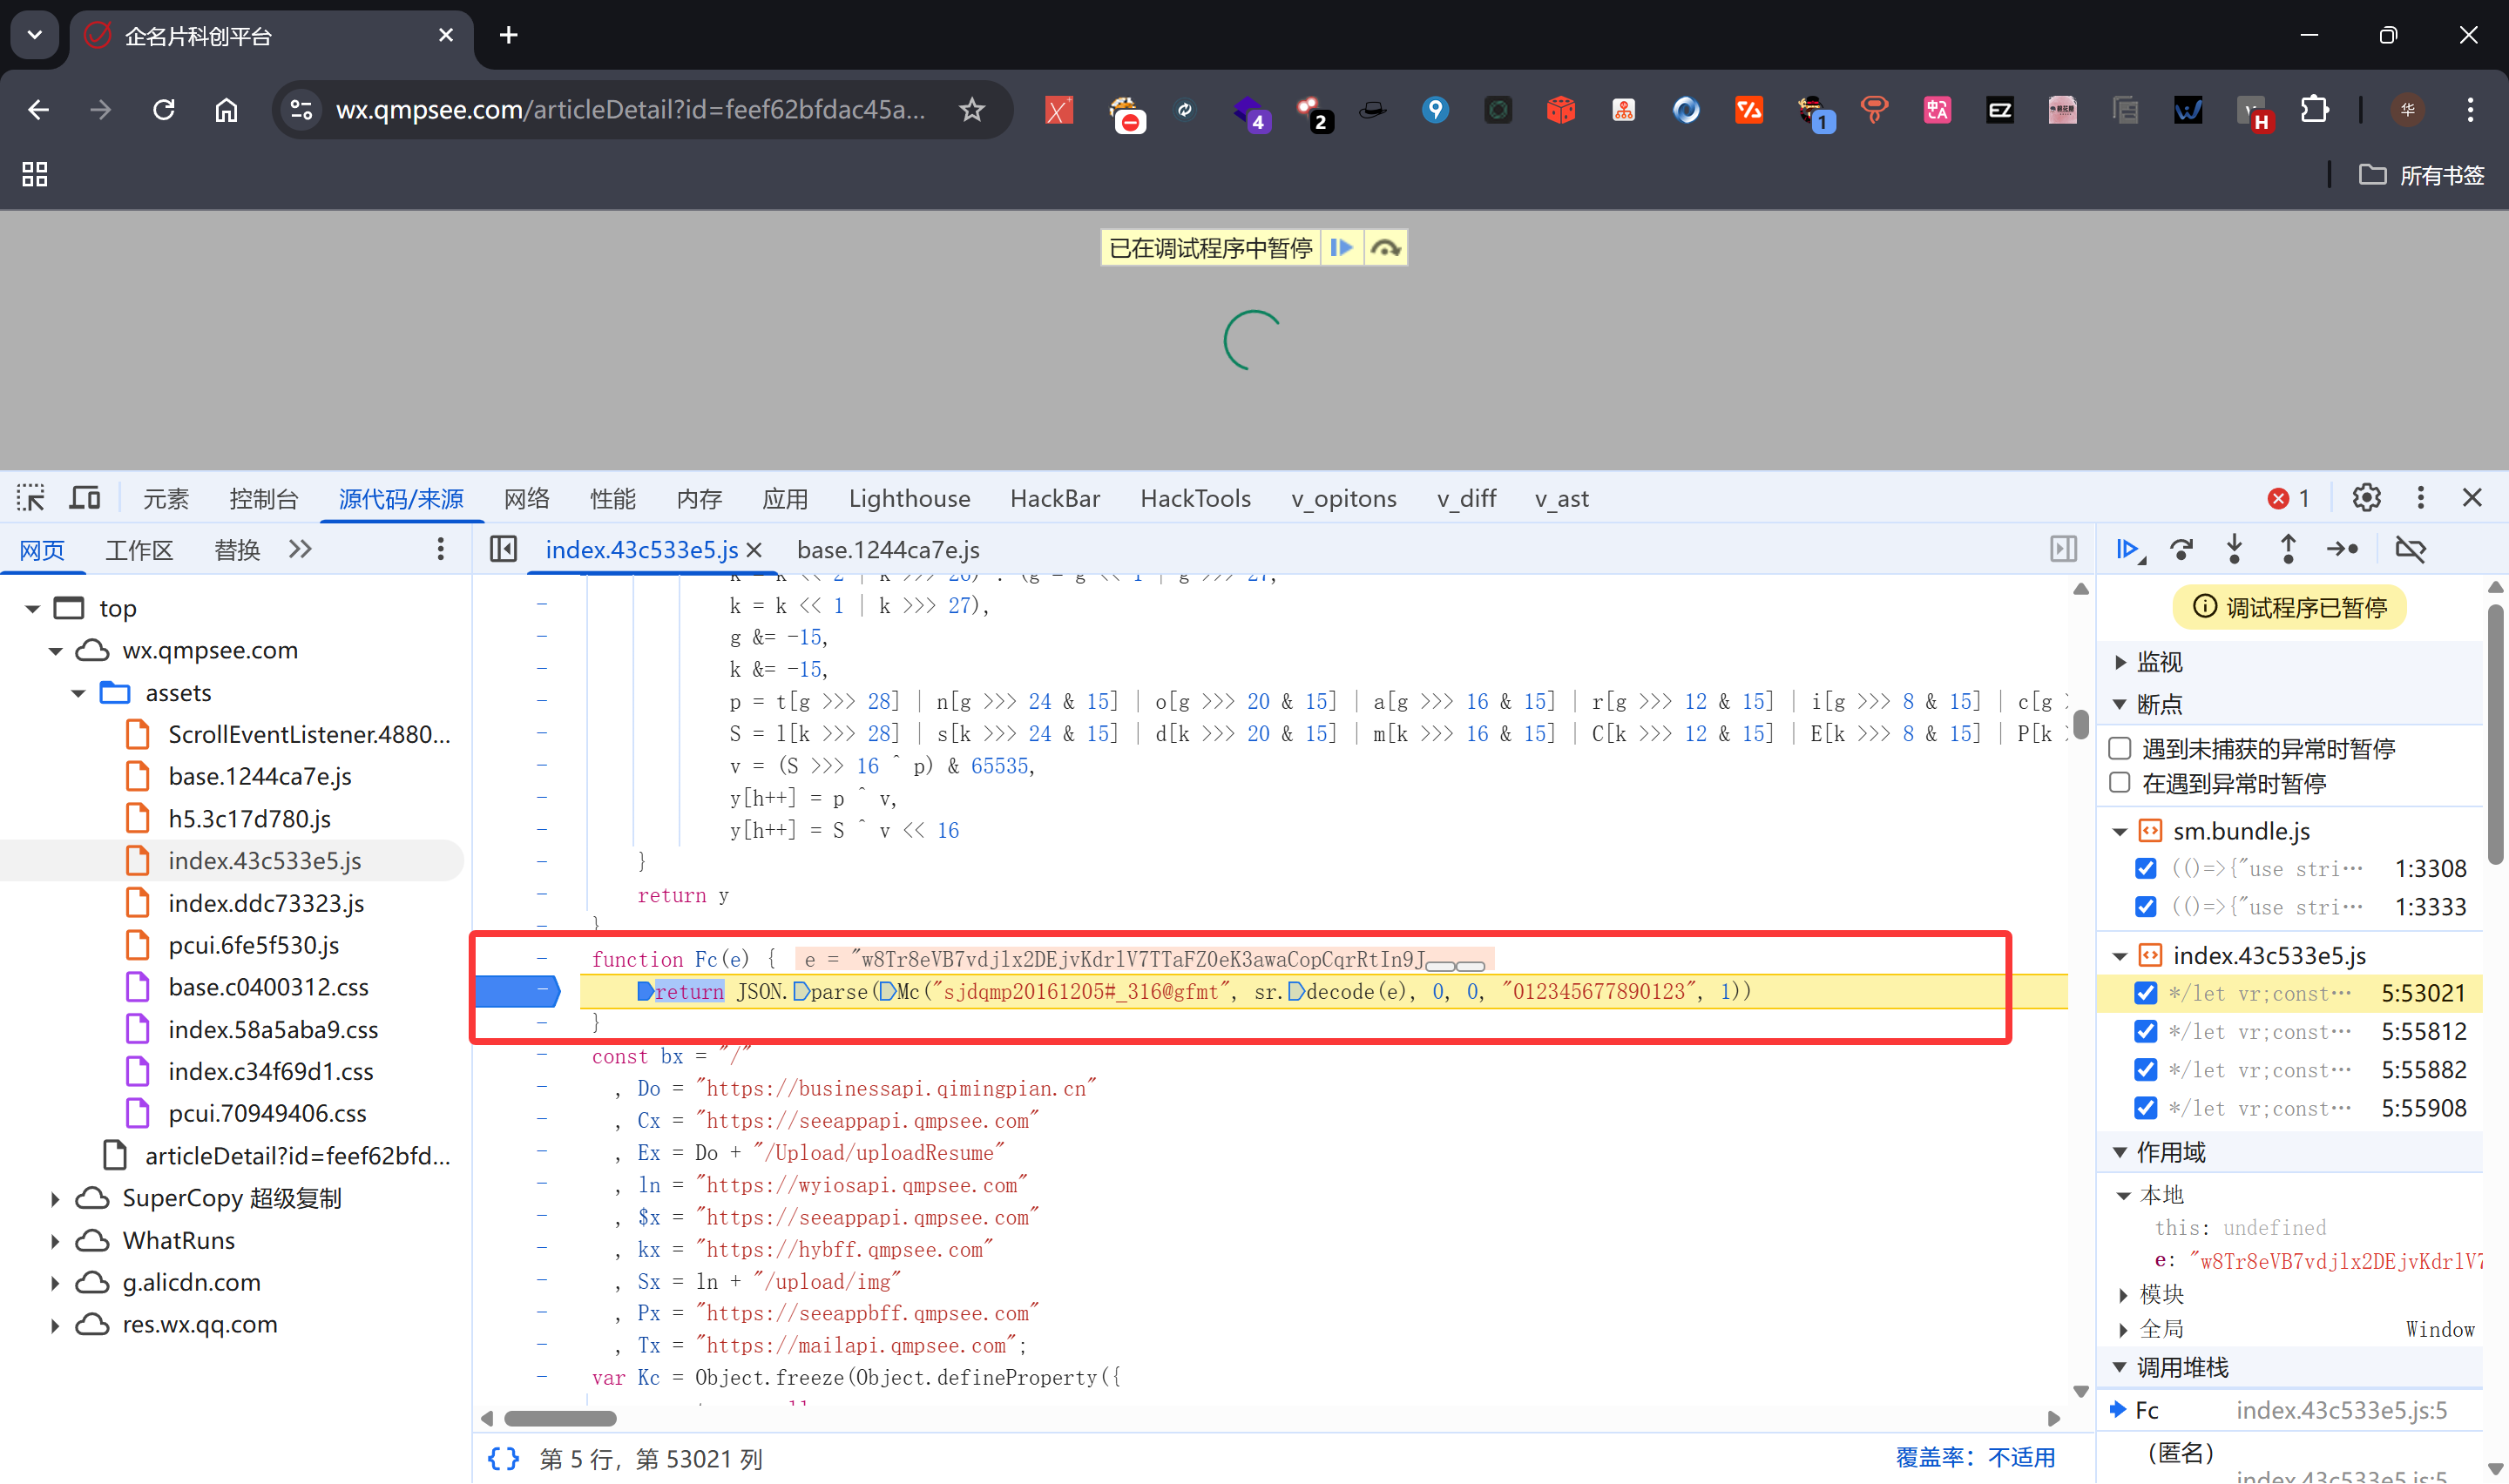 企名片科创平台
wx.qmpsee.com/articleDetail?id=feef62bfdac45a...
4
2
中A
EZ
1
H
华
所有书签
已在调试程序中暂停
元素 控制台 源代码/来源 网络 性能 内存 应用 Lighthouse HackBar HackTools v_opitons v_diff v_ast 1
网页 工作区 替换 index.43c533e5.js base.1244ca7e.js
top
wx.qmpsee.com
assets
ScrollEventListener.4880...
base.1244ca7e.js
h5.3c17d780.js
index.43c533e5.js
index.ddc73323.js
pcui.6fe5f530.js
base.c0400312.css
index.58a5aba9.css
index.c34f69d1.css
pcui.70949406.css
articleDetail?id=feef62bfd...
SuperCopy 超级复制
WhatRuns
g.alicdn.com
res.wx.qq.com
k = k << 2 | k >>> 26) : (g = g << 1 | g >>> 27,
k = k << 1 | k >>> 27),
g &= -15,
k &= -15,
p = t[g >>> 28] | n[g >>> 24 & 15] | o[g >>> 20 & 15] | a[g >>> 16 & 15] | r[g >>> 12 & 15] | i[g >>> 8 & 15] | c[g >
S = l[k >>> 28] | s[k >>> 24 & 15] | d[k >>> 20 & 15] | m[k >>> 16 & 15] | C[k >>> 12 & 15] | E[k >>> 8 & 15] | P[k >
v = (S >>> 16 ^ p) & 65535,
y[h++] = p ^ v,
y[h++] = S ^ v << 16
}
return y
}
function Fc(e) { e = "w8Tr8eVB7vdjlx2DEjvKdrlV7TTaFZ0eK3awaCopCqrRtIn9J
return JSON.parse(Mc("sjdqmp20161205#_316@gfmt", sr.decode(e), 0, 0, "012345677890123", 1))
}
const bx = "/"
, Do = "https://businessapi.qimingpian.cn"
, Cx = "https://seeappapi.qmpsee.com"
, Ex = Do + "/Upload/uploadResume"
, ln = "https://wyiosapi.qmpsee.com"
, $x = "https://seeappapi.qmpsee.com"
, kx = "https://hybff.qmpsee.com"
, Sx = ln + "/upload/img"
, Px = "https://seeappbff.qmpsee.com"
, Tx = "https://mailapi.qmpsee.com";
var Kc = Object.freeze(Object.defineProperty({
{} 第 5 行，第 53021 列 覆盖率：不适用
调试程序已暂停
监视
断点
遇到未捕获的异常时暂停
在遇到异常时暂停
sm.bundle.js
(()=>{"use stri… 1:3308
(()=>{"use stri… 1:3333
index.43c533e5.js
*/let vr;const… 5:53021
*/let vr;const… 5:55812
*/let vr;const… 5:55882
*/let vr;const… 5:55908
作用域
本地
this: undefined
e: "w8Tr8eVB7vdjlx2DEjvKdrlV7
模块
全局 Window
调用堆栈
Fc index.43c533e5.js:5
（匿名）
index.43c533e5.js:5